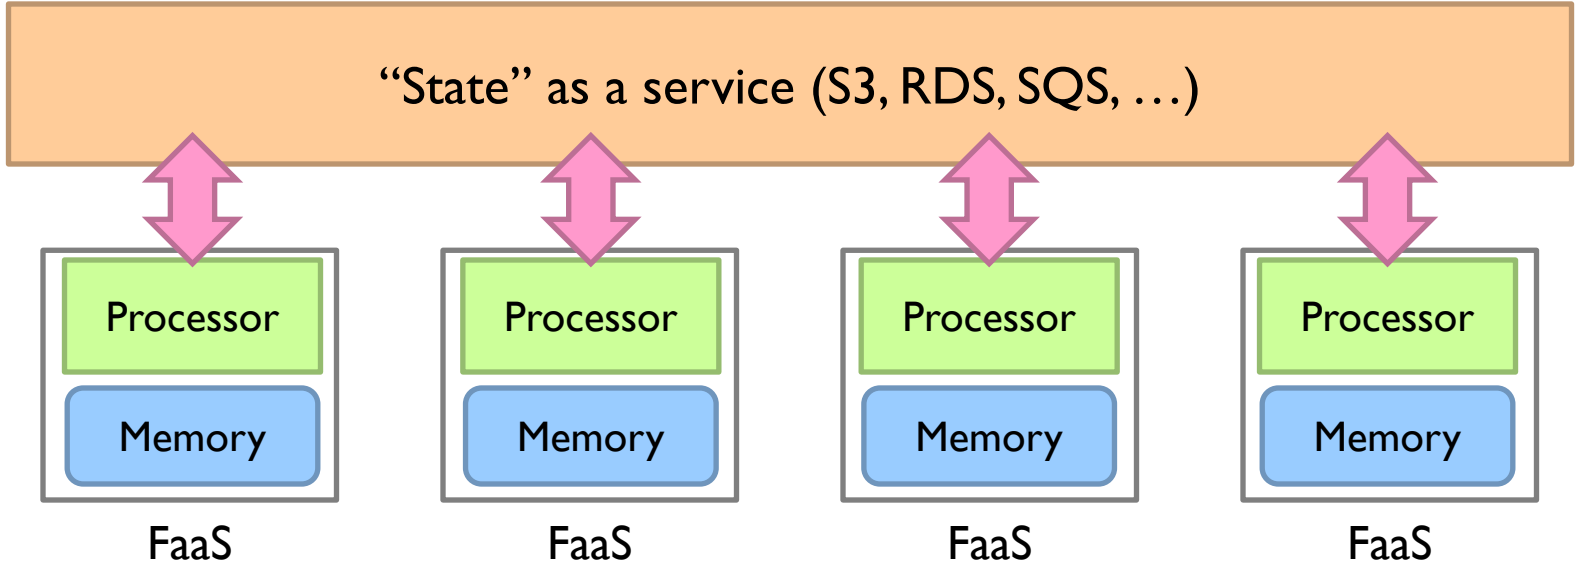 “State” as a service (S3, RDS, SQS, …)
Processor Processor Processor Processor
Memory Memory Memory Memory
FaaS FaaS FaaS FaaS